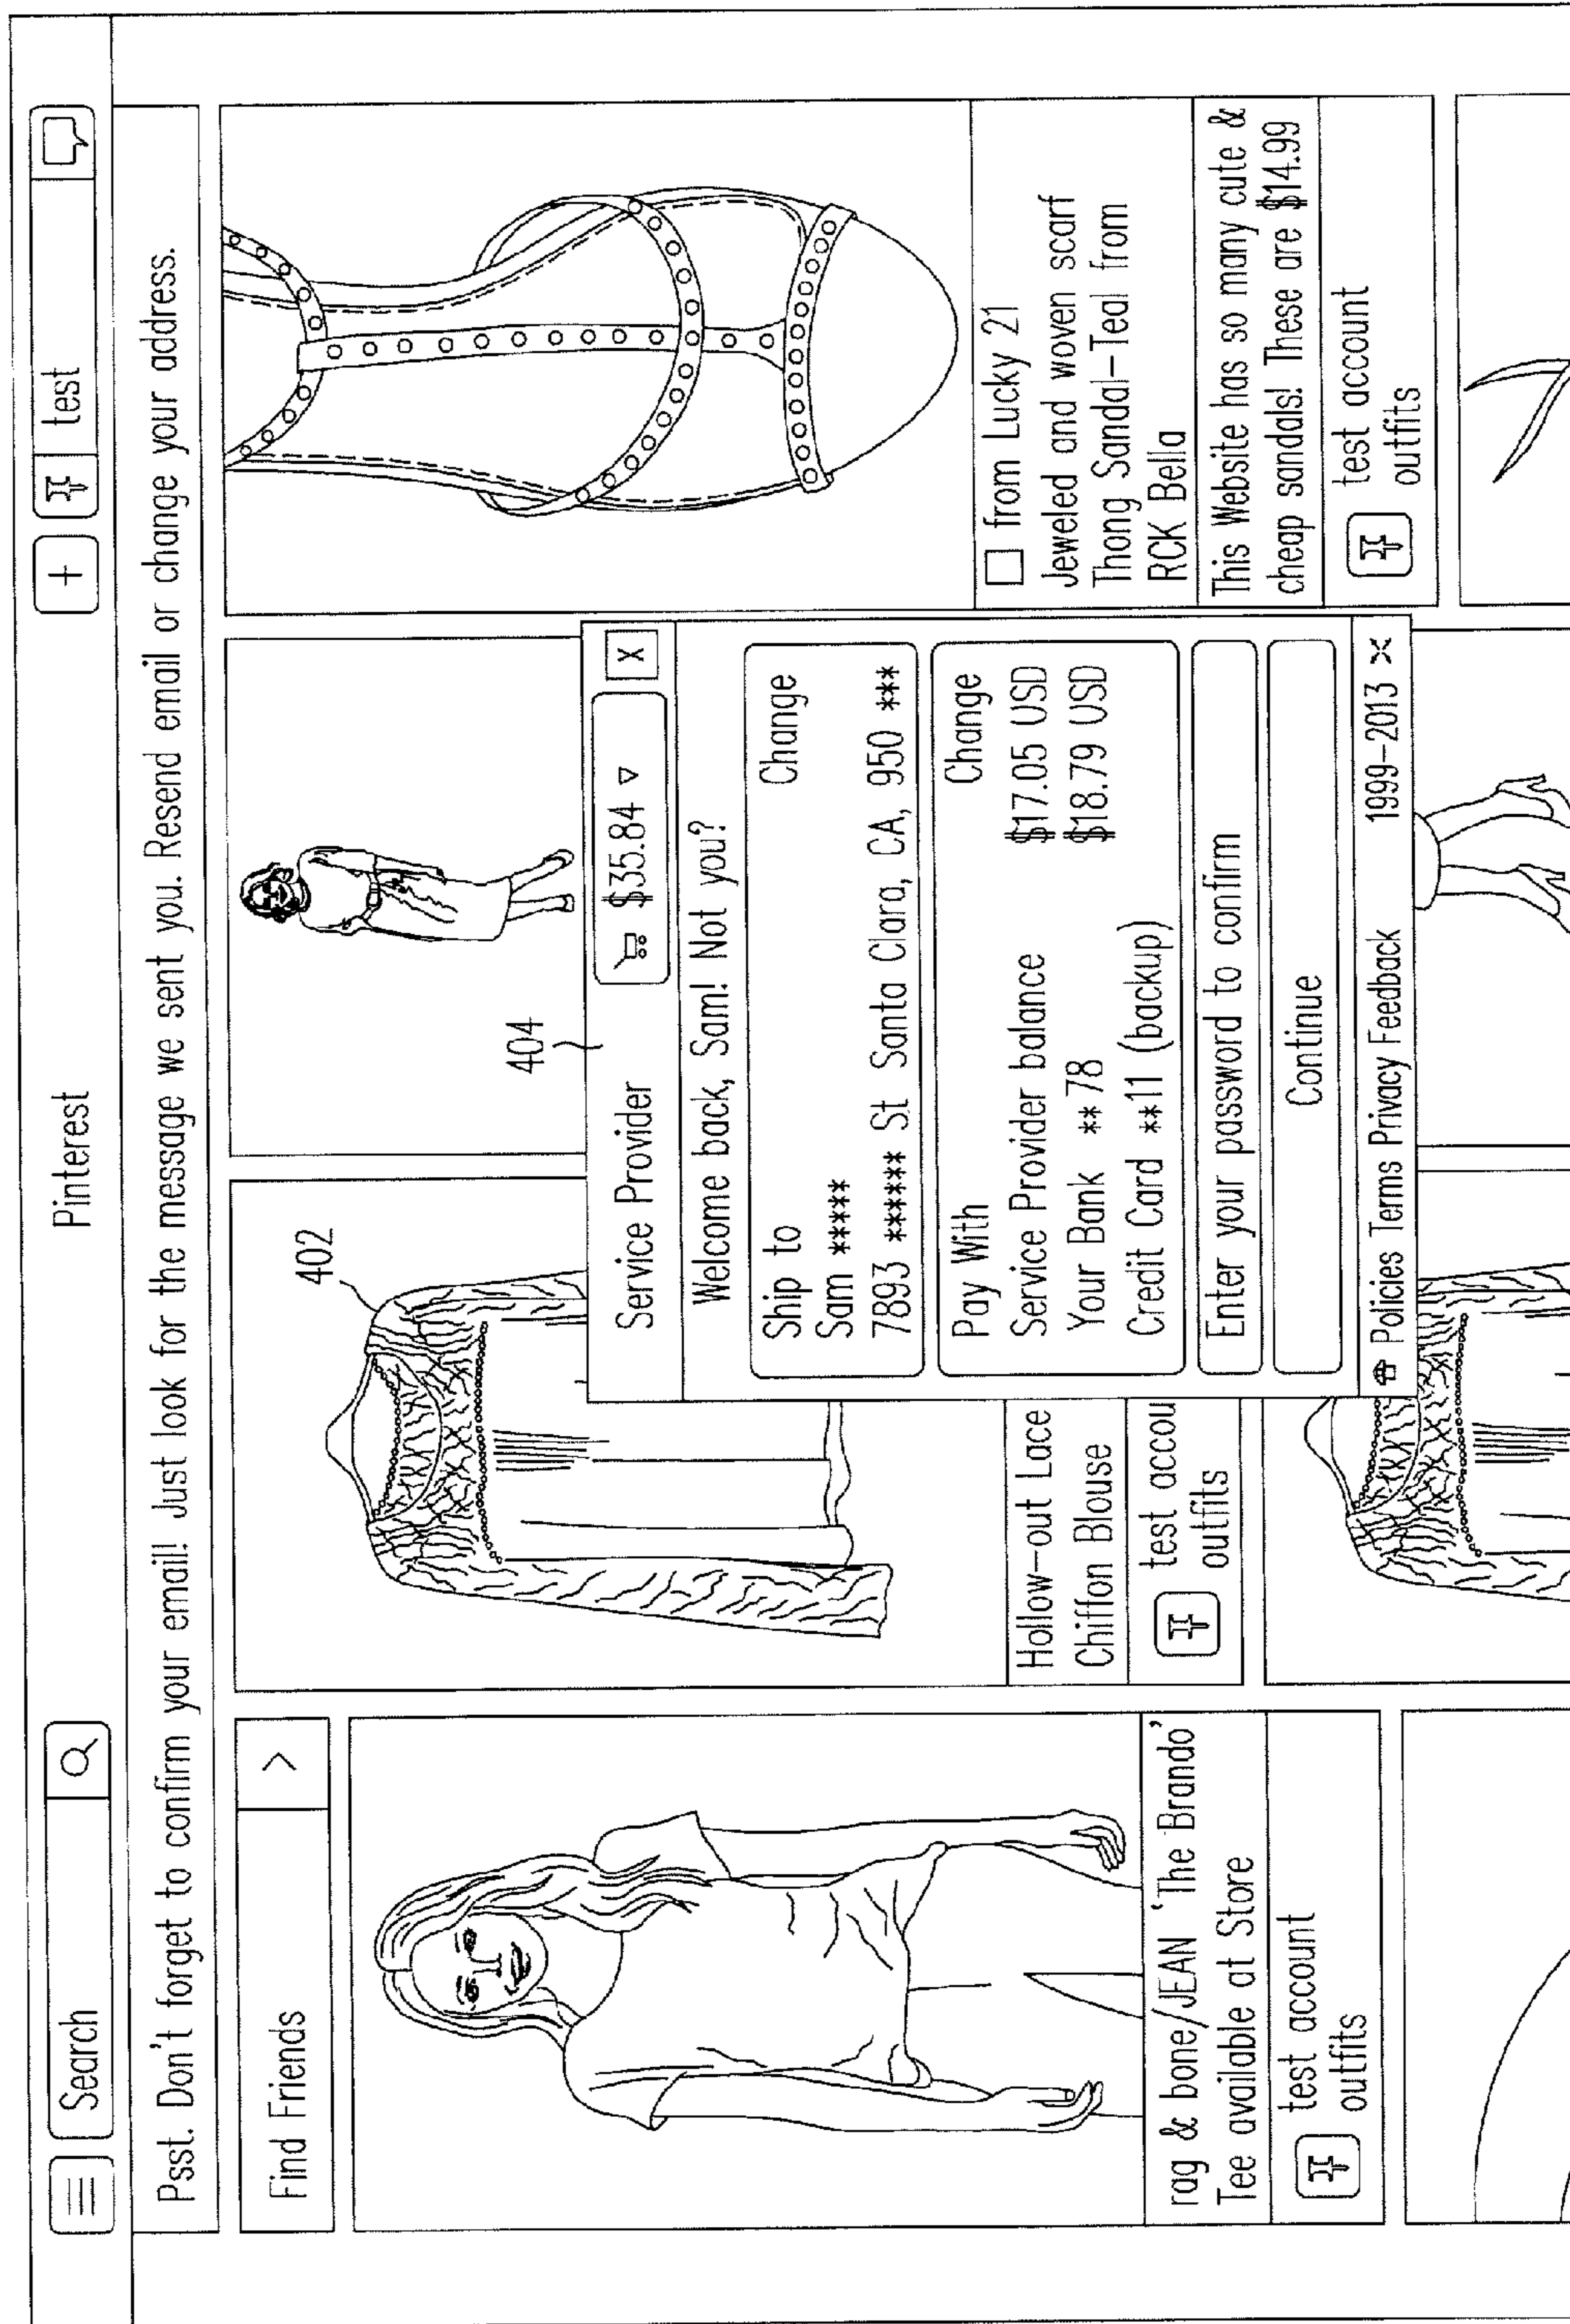 Pinterest
Search
+
test
Psst. Don't forget to confirm your email! Just look for the message we sent you. Resend email or change your address.
Find Friends >
rag & bone/JEAN 'The Brando'
Tee available at Store
test account
outfits
402
Hollow-out Lace
Chiffon Blouse
test accou
outfits
404
Service Provider
$35.84
X
Welcome back, Sam! Not you?
Ship to Change
Sam *****
7893 ****** St Santa Clara, CA, 950 ***
Pay With Change
Service Provider balance $17.05 USD
Your Bank **78 $18.79 USD
Credit Card **11 (backup)
Enter your password to confirm
Continue
Policies Terms Privacy Feedback 1999-2013
from Lucky 21
Jeweled and woven scarf
Thong Sandal-Teal from
RCK Bella
This Website has so many cute &
cheap sandals! These are $14.99
test account
outfits